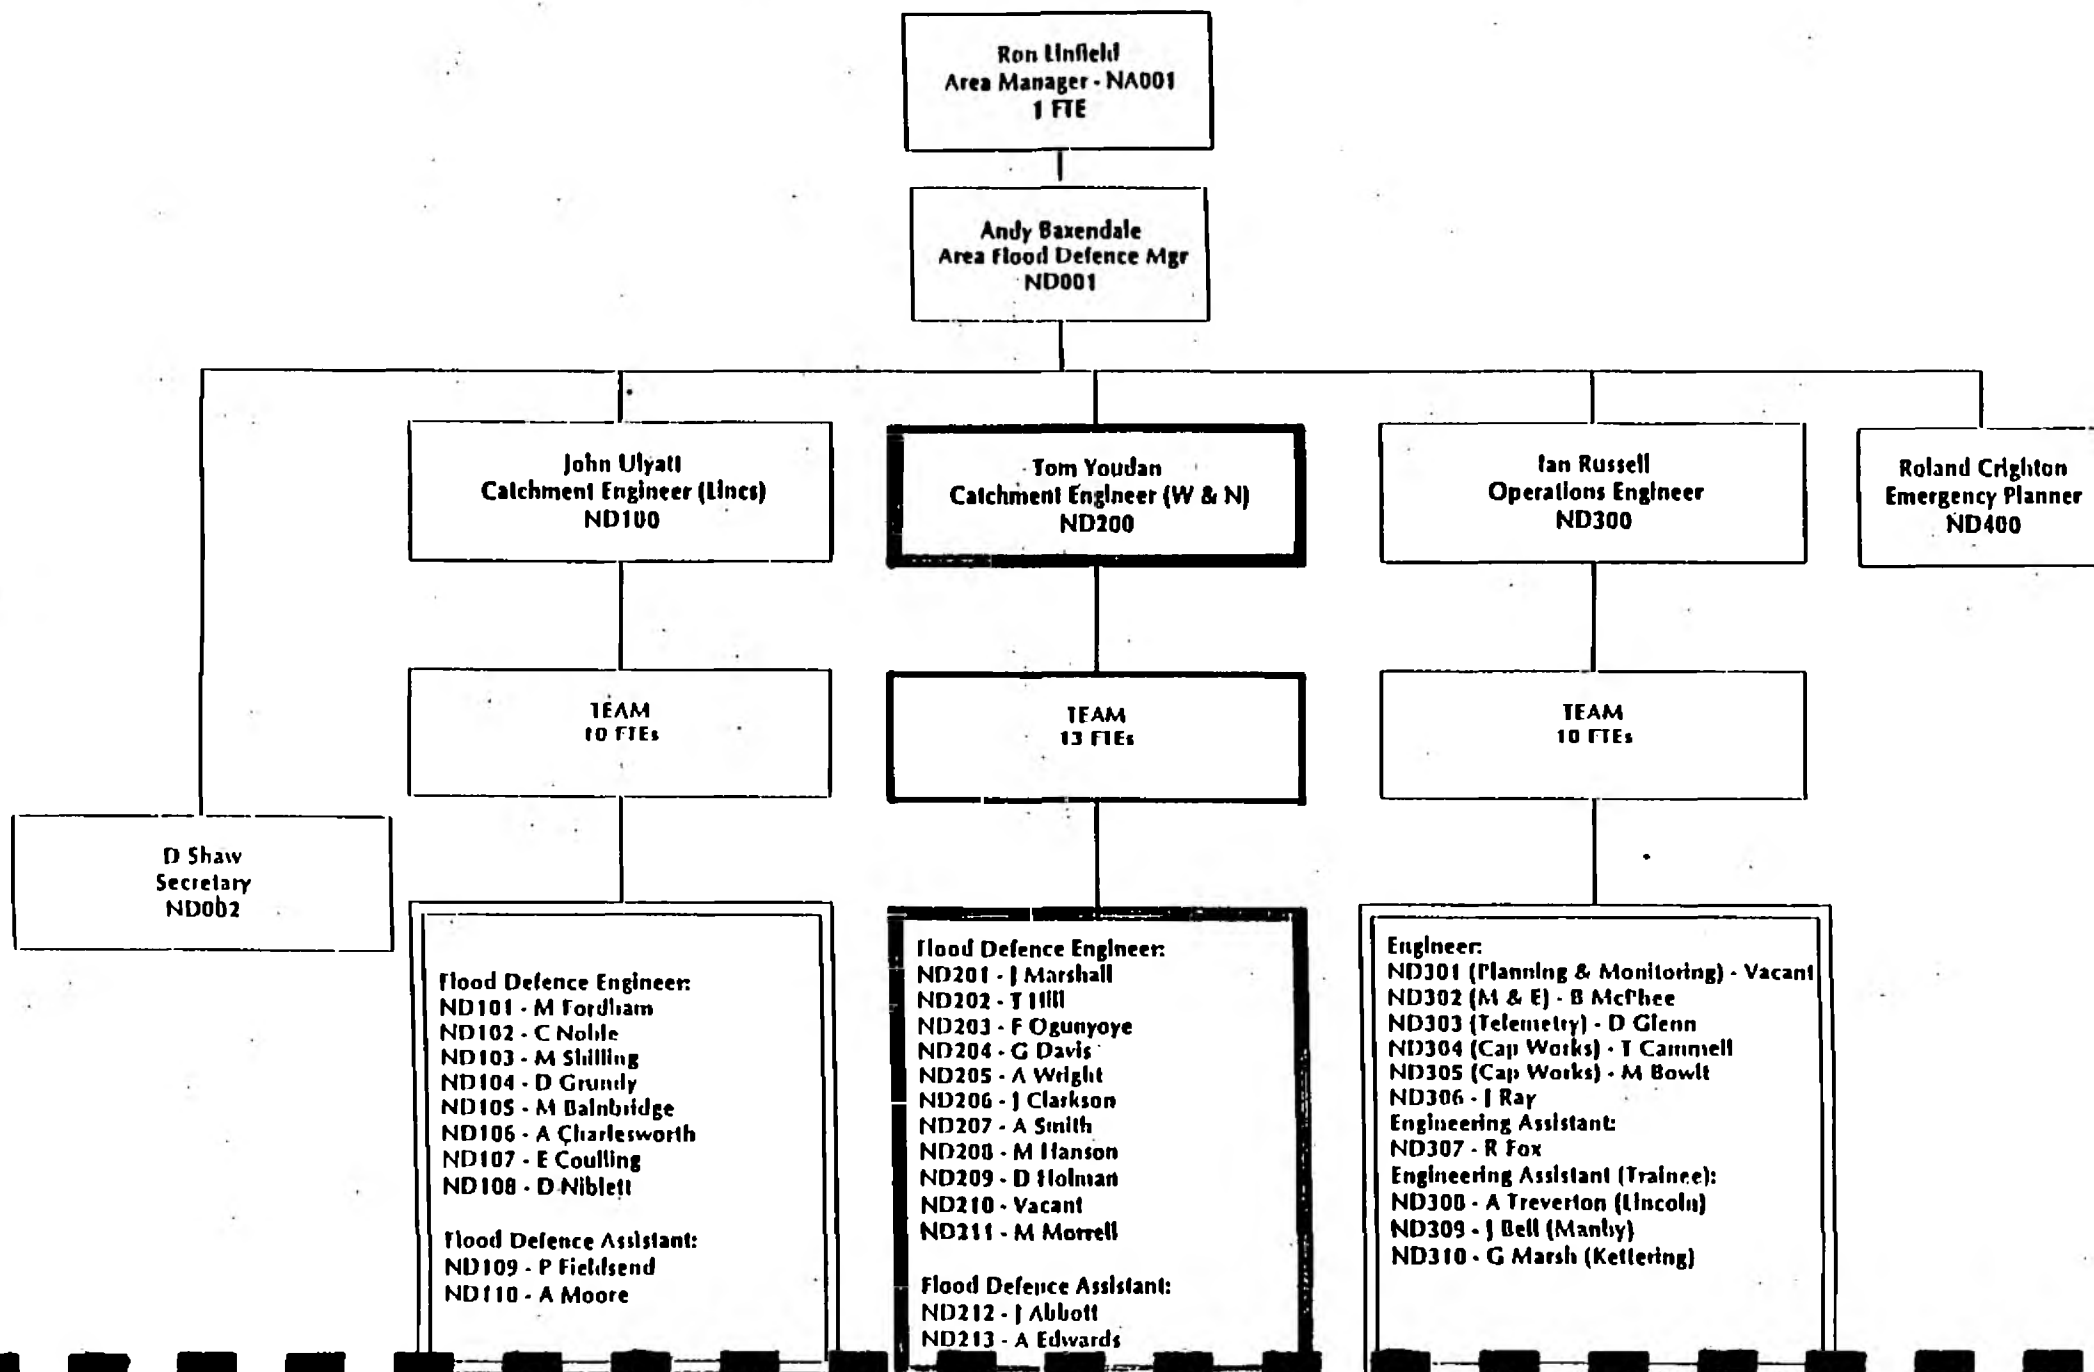 Ron Linfield
Area Manager - NA001
1 FTE
Andy Baxendale
Area Flood Defence Mgr
ND001
John Ulyatt
Catchment Engineer (Lincs)
ND100
Tom Youdan
Catchment Engineer (W & N)
ND200
Ian Russell
Operations Engineer
ND300
Roland Crighton
Emergency Planner
ND400
TEAM
10 FTEs
TEAM
13 FTEs
TEAM
10 FTEs
D Shaw
Secretary
ND002
Flood Defence Engineer:
ND101 - M Fordham
ND102 - C Noble
ND103 - M Shilling
ND104 - D Grundy
ND105 - M Bainbridge
ND106 - A Charlesworth
ND107 - E Coulling
ND108 - D Niblett
Flood Defence Assistant:
ND109 - P Fieldsend
ND110 - A Moore
Flood Defence Engineer:
ND201 - J Marshall
ND202 - T Hill
ND203 - F Ogunyoye
ND204 - G Davis
ND205 - A Wright
ND206 - J Clarkson
ND207 - A Smith
ND208 - M Hanson
ND209 - D Holman
ND210 - Vacant
ND211 - M Morrell
Flood Defence Assistant:
ND212 - J Abbott
ND213 - A Edwards
Engineer:
ND301 (Planning & Monitoring) - Vacant
ND302 (M & E) - B McPhee
ND303 (Telemetry) - D Glenn
ND304 (Cap Works) - T Cammell
ND305 (Cap Works) - M Bowlt
ND306 - J Ray
Engineering Assistant:
ND307 - R Fox
Engineering Assistant (Trainee):
ND308 - A Treverton (Lincoln)
ND309 - J Bell (Manby)
ND310 - G Marsh (Kettering)